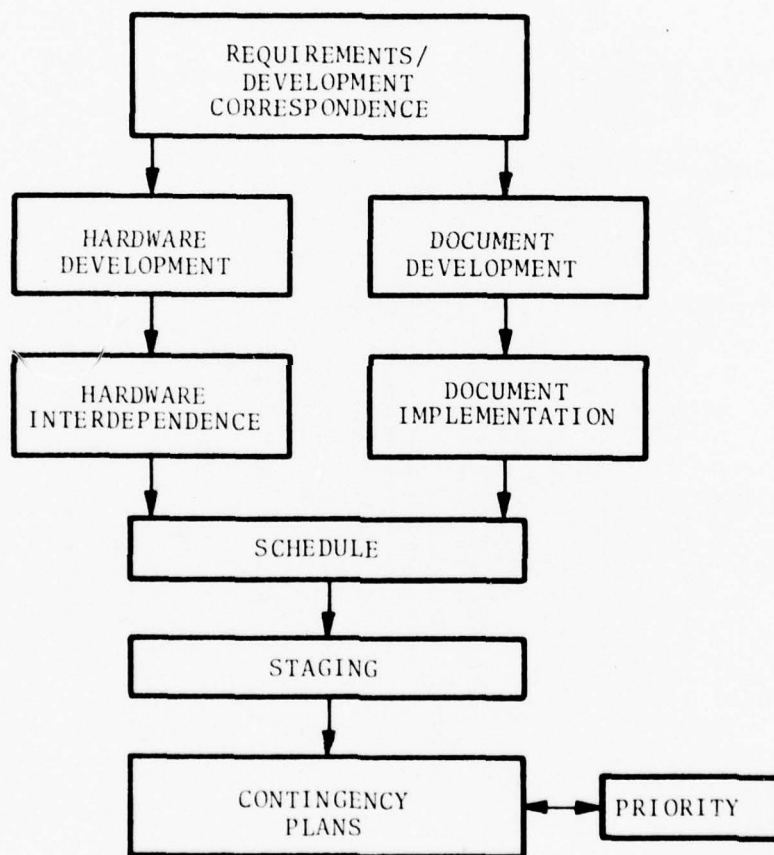 REQUIREMENTS/
DEVELOPMENT
CORRESPONDENCE
HARDWARE
DEVELOPMENT
DOCUMENT
DEVELOPMENT
HARDWARE
INTERDEPENDENCE
DOCUMENT
IMPLEMENTATION
SCHEDULE
STAGING
CONTINGENCY
PLANS
PRIORITY